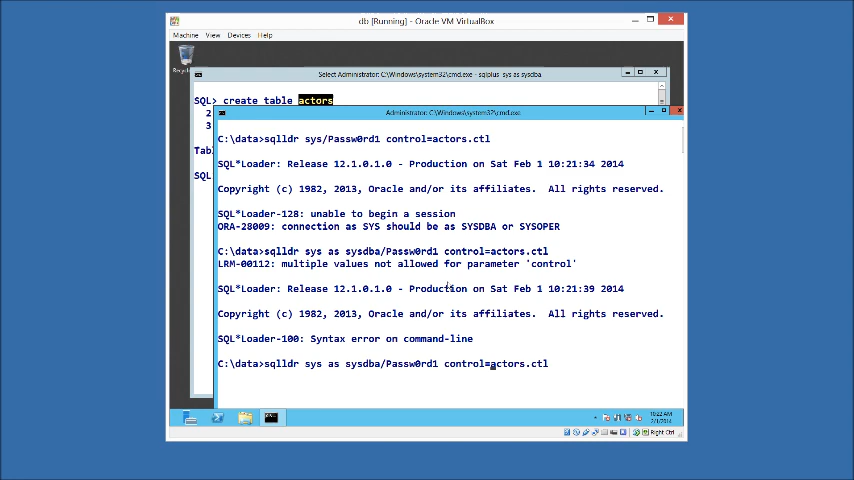 db [Running] - Oracle VM VirtualBox
Machine View Devices Help
Select Administrator: C:\Windows\system32\cmd.exe - sqlplus sys as sysdba
SQL> create table actors
2
3
Tabl
SQL
Administrator: C:\Windows\system32\cmd.exe
C:\data>sqlldr sys/Passw0rd1 control=actors.ctl
SQL*Loader: Release 12.1.0.1.0 - Production on Sat Feb 1 10:21:34 2014
Copyright (c) 1982, 2013, Oracle and/or its affiliates.  All rights reserved.
SQL*Loader-128: unable to begin a session
ORA-28009: connection as SYS should be as SYSDBA or SYSOPER
C:\data>sqlldr sys as sysdba/Passw0rd1 control=actors.ctl
LRM-00112: multiple values not allowed for parameter 'control'
SQL*Loader: Release 12.1.0.1.0 - Production on Sat Feb 1 10:21:39 2014
Copyright (c) 1982, 2013, Oracle and/or its affiliates.  All rights reserved.
SQL*Loader-100: Syntax error on command-line
C:\data>sqlldr sys as sysdba/Passw0rd1 control=actors.ctl
10:22 AM
2/1/2014
Right Ctrl